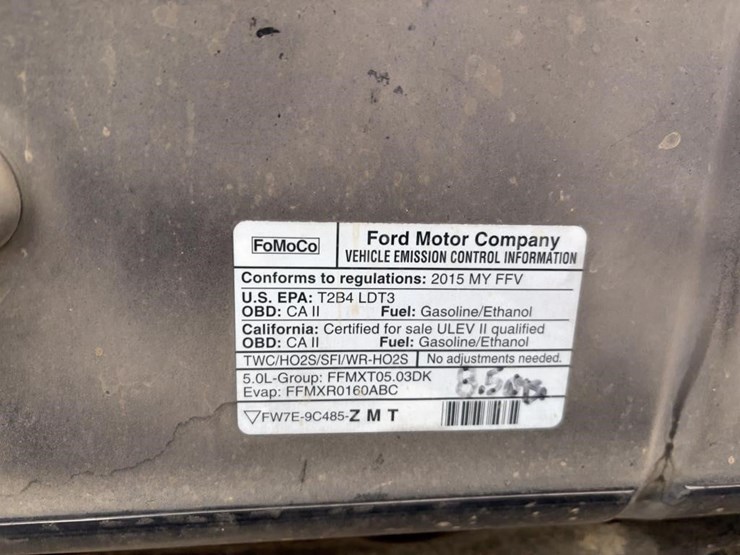 FoMoCo
Ford Motor Company
VEHICLE EMISSION CONTROL INFORMATION
Conforms to regulations: 2015 MY FFV
U.S. EPA: T2B4 LDT3
OBD: CA II Fuel: Gasoline/Ethanol
California: Certified for sale ULEV II qualified
OBD: CA II Fuel: Gasoline/Ethanol
TWC/HO2S/SFI/WR-HO2S No adjustments needed.
5.0L-Group: FFMXT05.03DK
Evap: FFMXR0160ABC
FW7E-9C485-Z M T